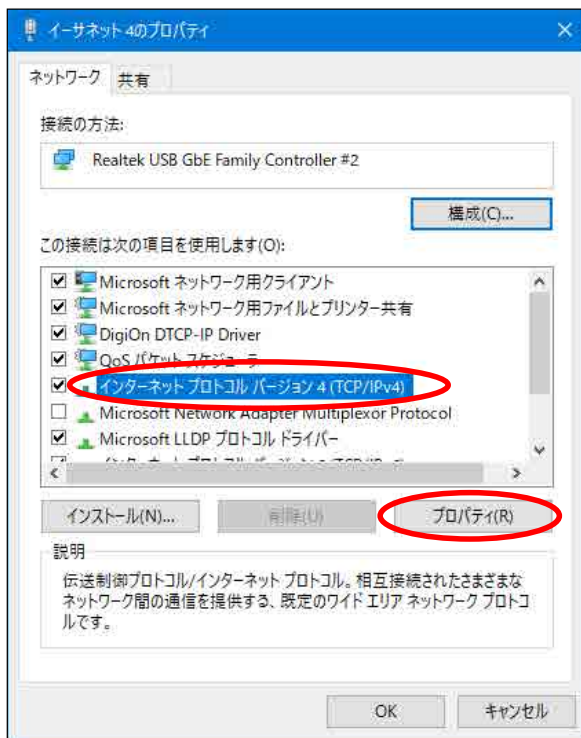 イーサネット 4のプロパティ
ネットワーク 共有
接続の方法:
Realtek USB GbE Family Controller #2
構成(C)...
この接続は次の項目を使用します(O):
Microsoft ネットワーク用クライアント
Microsoft ネットワーク用ファイルとプリンター共有
DigiOn DTCP-IP Driver
QoS パケット スケジューラ
インターネット プロトコル バージョン 4 (TCP/IPv4)
Microsoft Network Adapter Multiplexor Protocol
Microsoft LLDP プロトコル ドライバー
インストール(N)... 削除(U) プロパティ(R)
説明
伝送制御プロトコル/インターネット プロトコル。相互接続されたさまざまな
ネットワーク間の通信を提供する、既定のワイド エリア ネットワーク プロトコ
ルです。
OK キャンセル